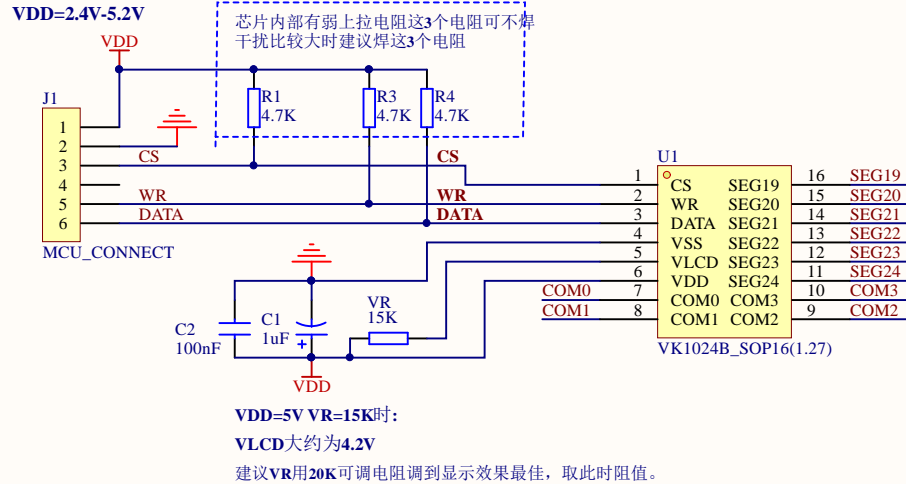 VDD=2.4V-5.2V
芯片内部有弱上拉电阻这3个电阻可不焊
干扰比较大时建议焊这3个电阻
VDD
J1
R1
4.7K
R3
4.7K
R4
4.7K
1
2
3
4
5
6
CS
WR
DATA
CS
WR
DATA
MCU_CONNECT
U1
1 CS SEG19 16 SEG19
2 WR SEG20 15 SEG20
3 DATA SEG21 14 SEG21
4 VSS SEG22 13 SEG22
5 VLCD SEG23 12 SEG23
6 VDD SEG24 11 SEG24
COM0 7 COM0 COM3 10 COM3
COM1 8 COM1 COM2 9 COM2
VK1024B_SOP16(1.27)
C2
100nF
C1
1uF
+
VR
15K
VDD
VDD=5V VR=15K时：
VLCD大约为4.2V
建议VR用20K可调电阻调到显示效果最佳，取此时阻值。